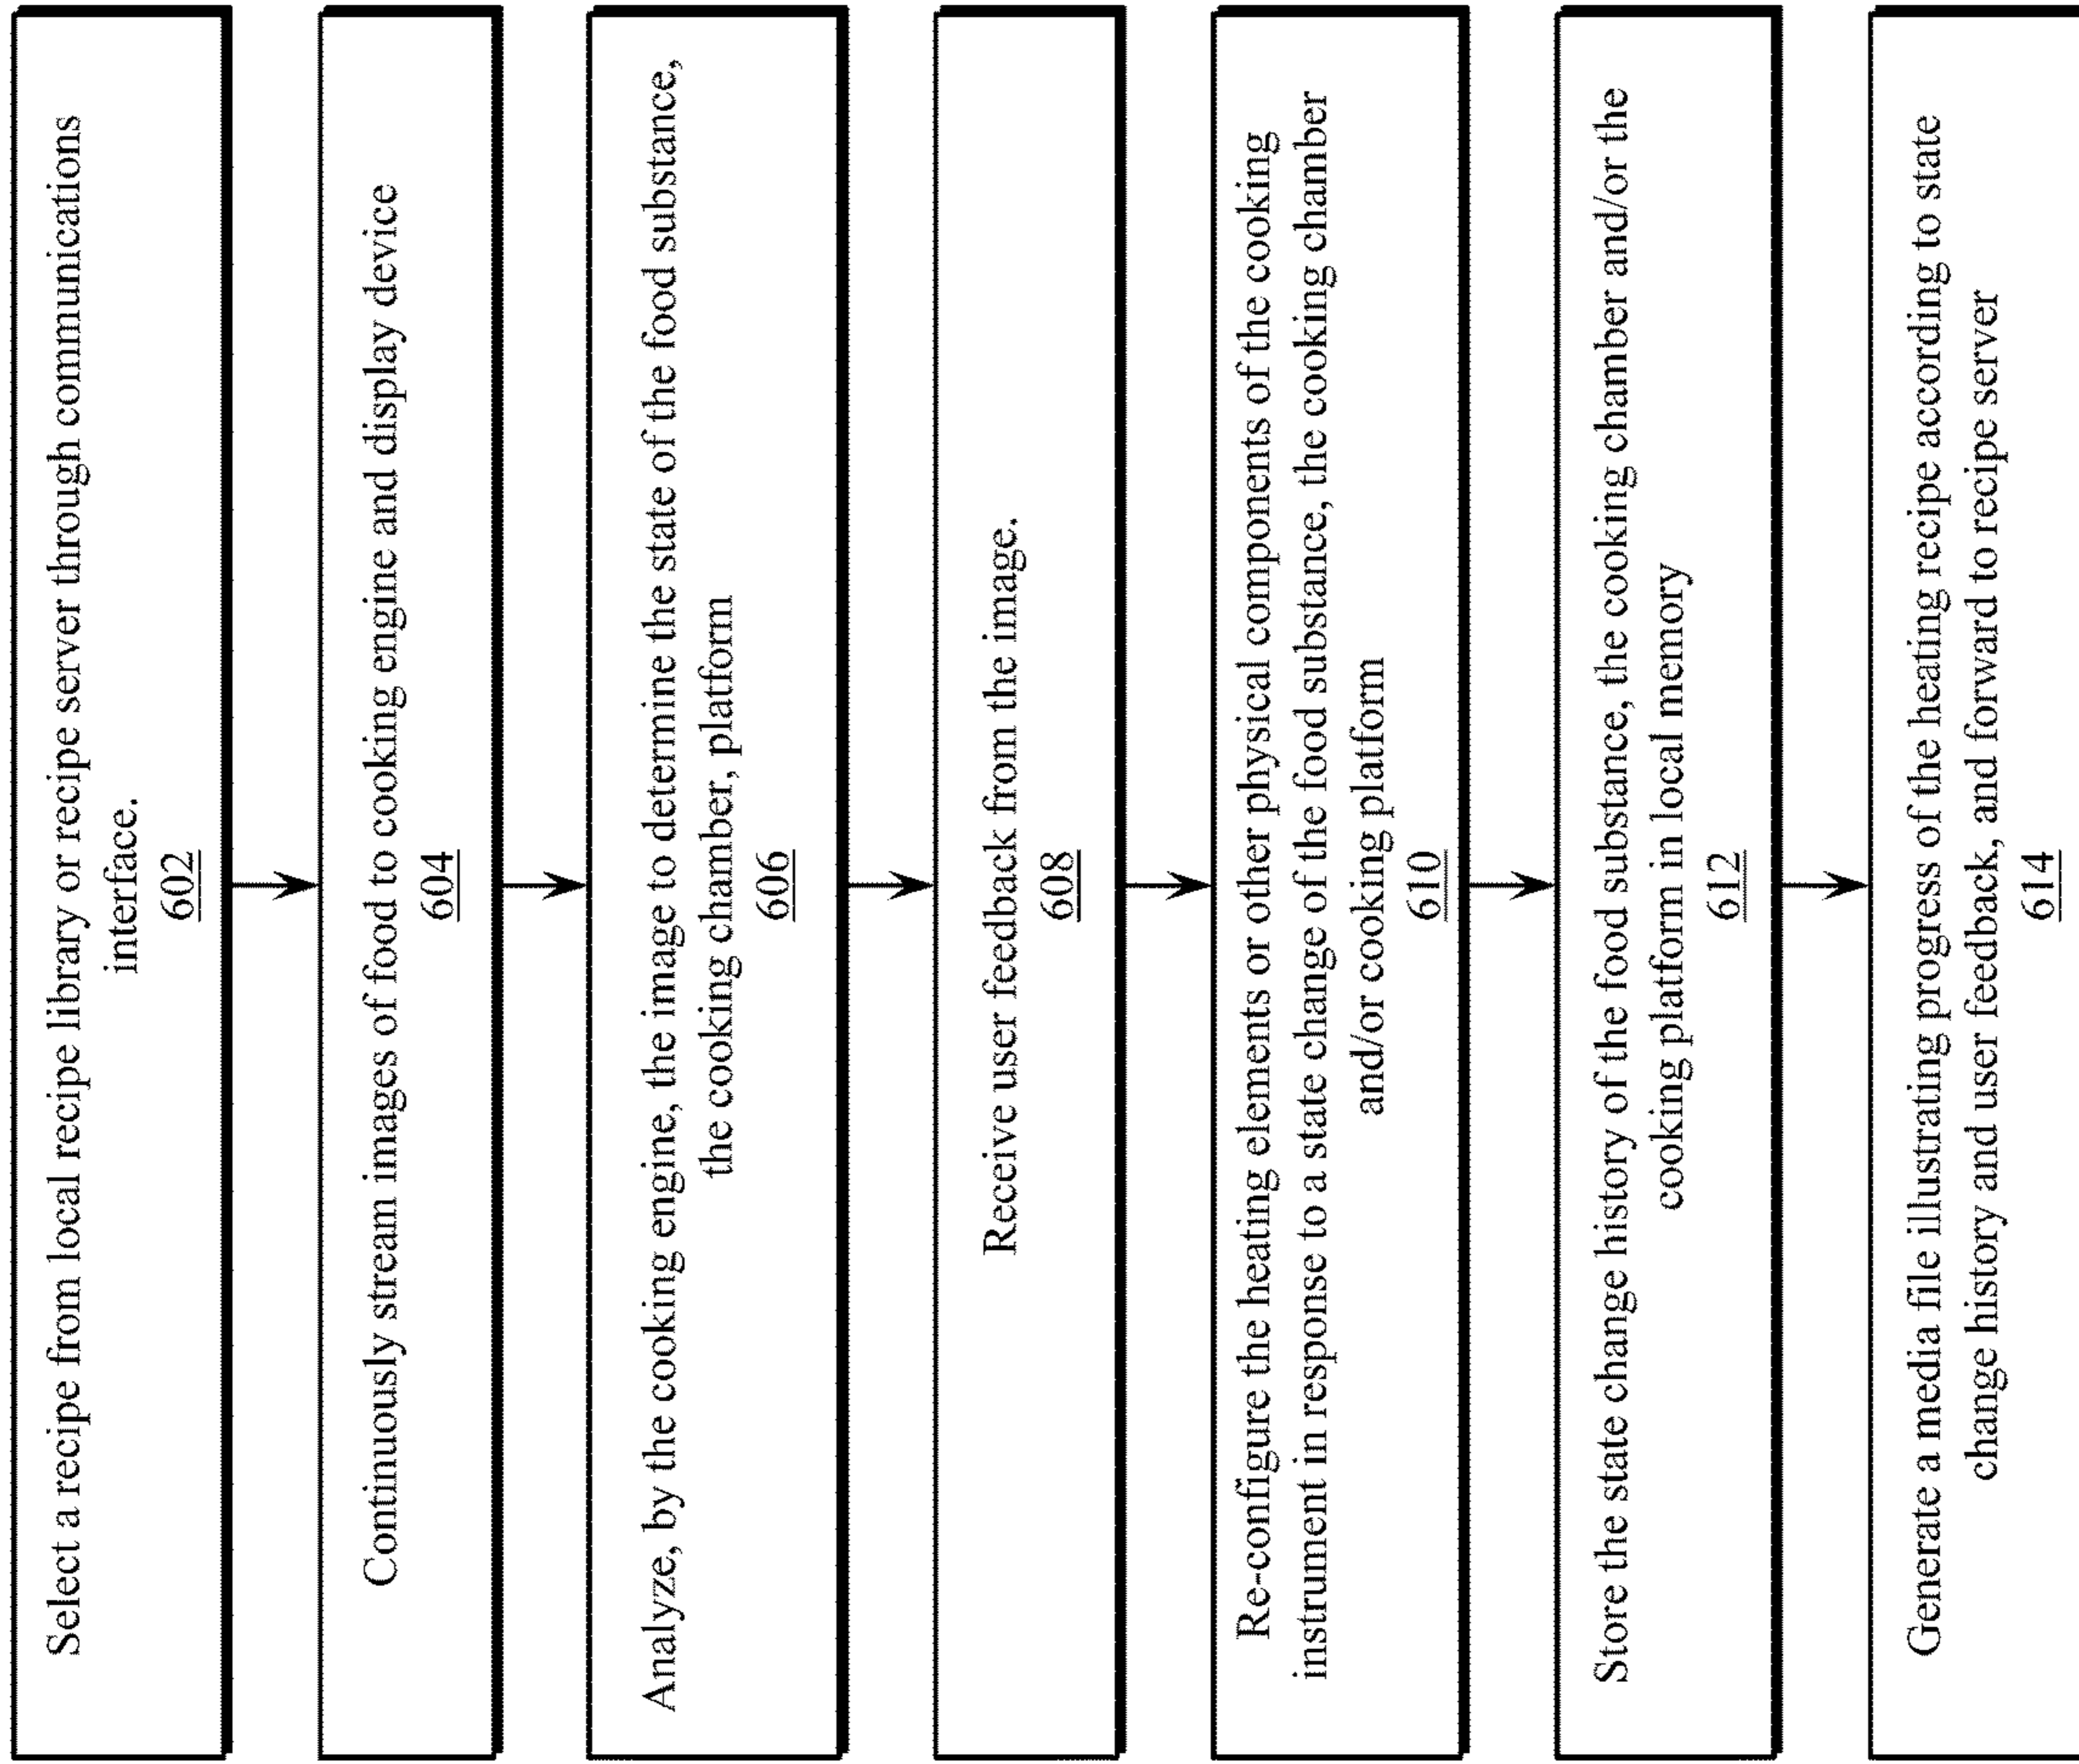 Select a recipe from local recipe library or recipe server through communications
interface.
602
Continuously stream images of food to cooking engine and display device
604
Analyze, by the cooking engine, the image to determine the state of the food substance,
the cooking chamber, platform
606
Receive user feedback from the image.
608
Re-configure the heating elements or other physical components of the cooking
instrument in response to a state change of the food substance, the cooking chamber
and/or cooking platform
610
Store the state change history of the food substance, the cooking chamber and/or the
cooking platform in local memory
612
Generate a media file illustrating progress of the heating recipe according to state
change history and user feedback, and forward to recipe server
614